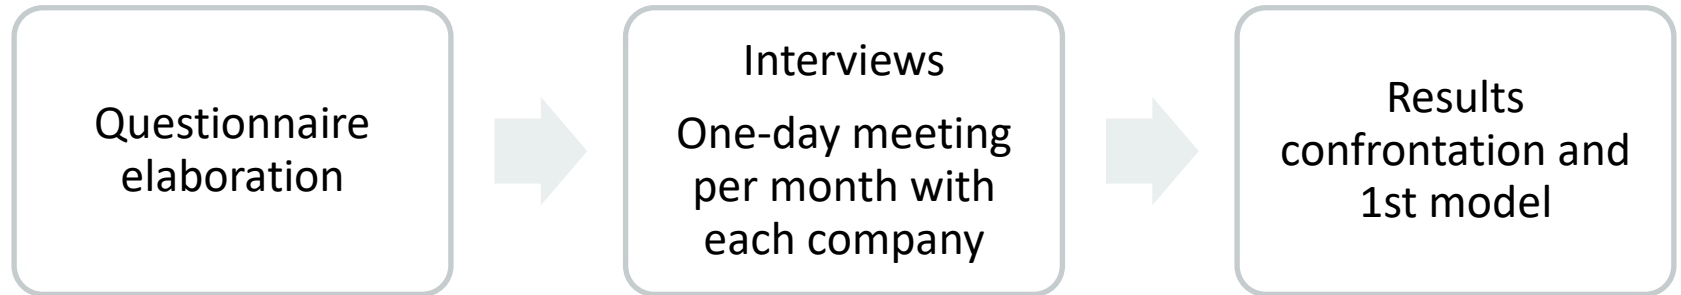 Questionnaire
elaboration
Interviews
One-day meeting
per month with
each company
Results
confrontation and
1st model